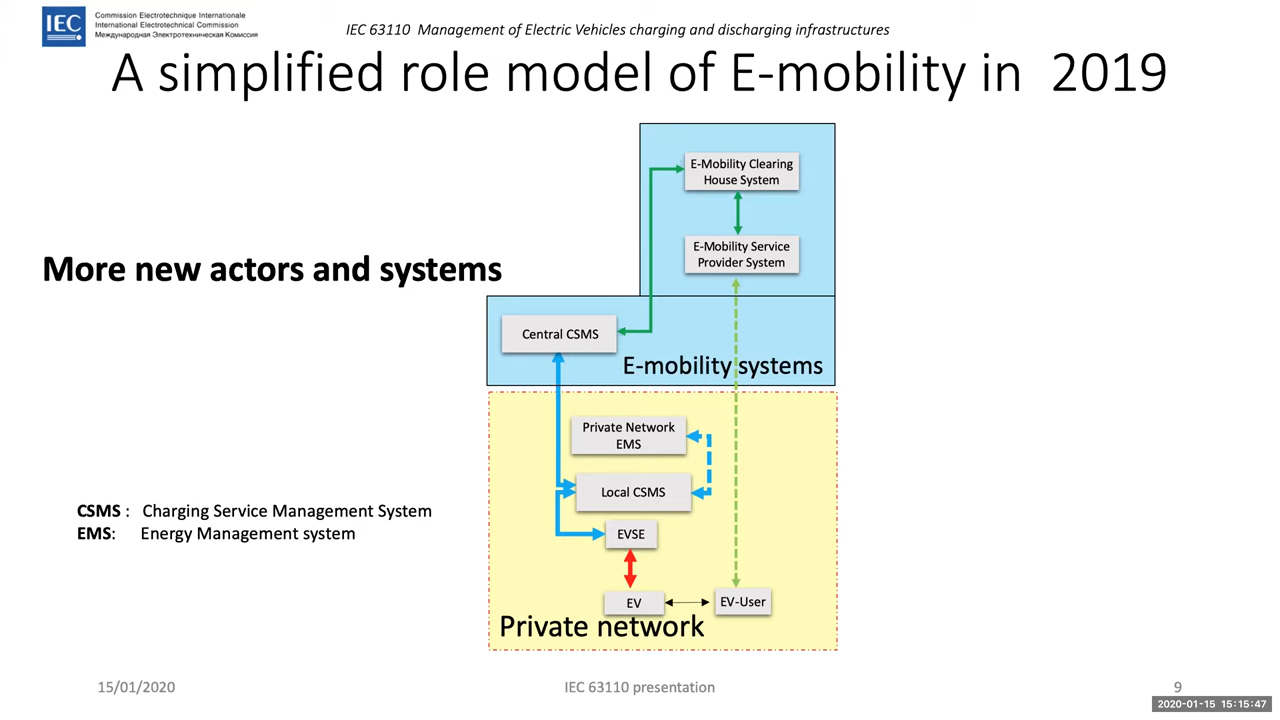 IEC
Commission Electrotechnique Internationale
International Electrotechnical Commission
Международная Электротехническая Комиссия
IEC 63110 Management of Electric Vehicles charging and discharging infrastructures
A simplified role model of E-mobility in 2019
E-Mobility Clearing
House System
E-Mobility Service
Provider System
More new actors and systems
Central CSMS
E-mobility systems
Private Network
EMS
Local CSMS
CSMS : Charging Service Management System
EMS: Energy Management system
EVSE
EV
EV-User
Private network
15/01/2020
IEC 63110 presentation
9
2020-01-15 15:15:47